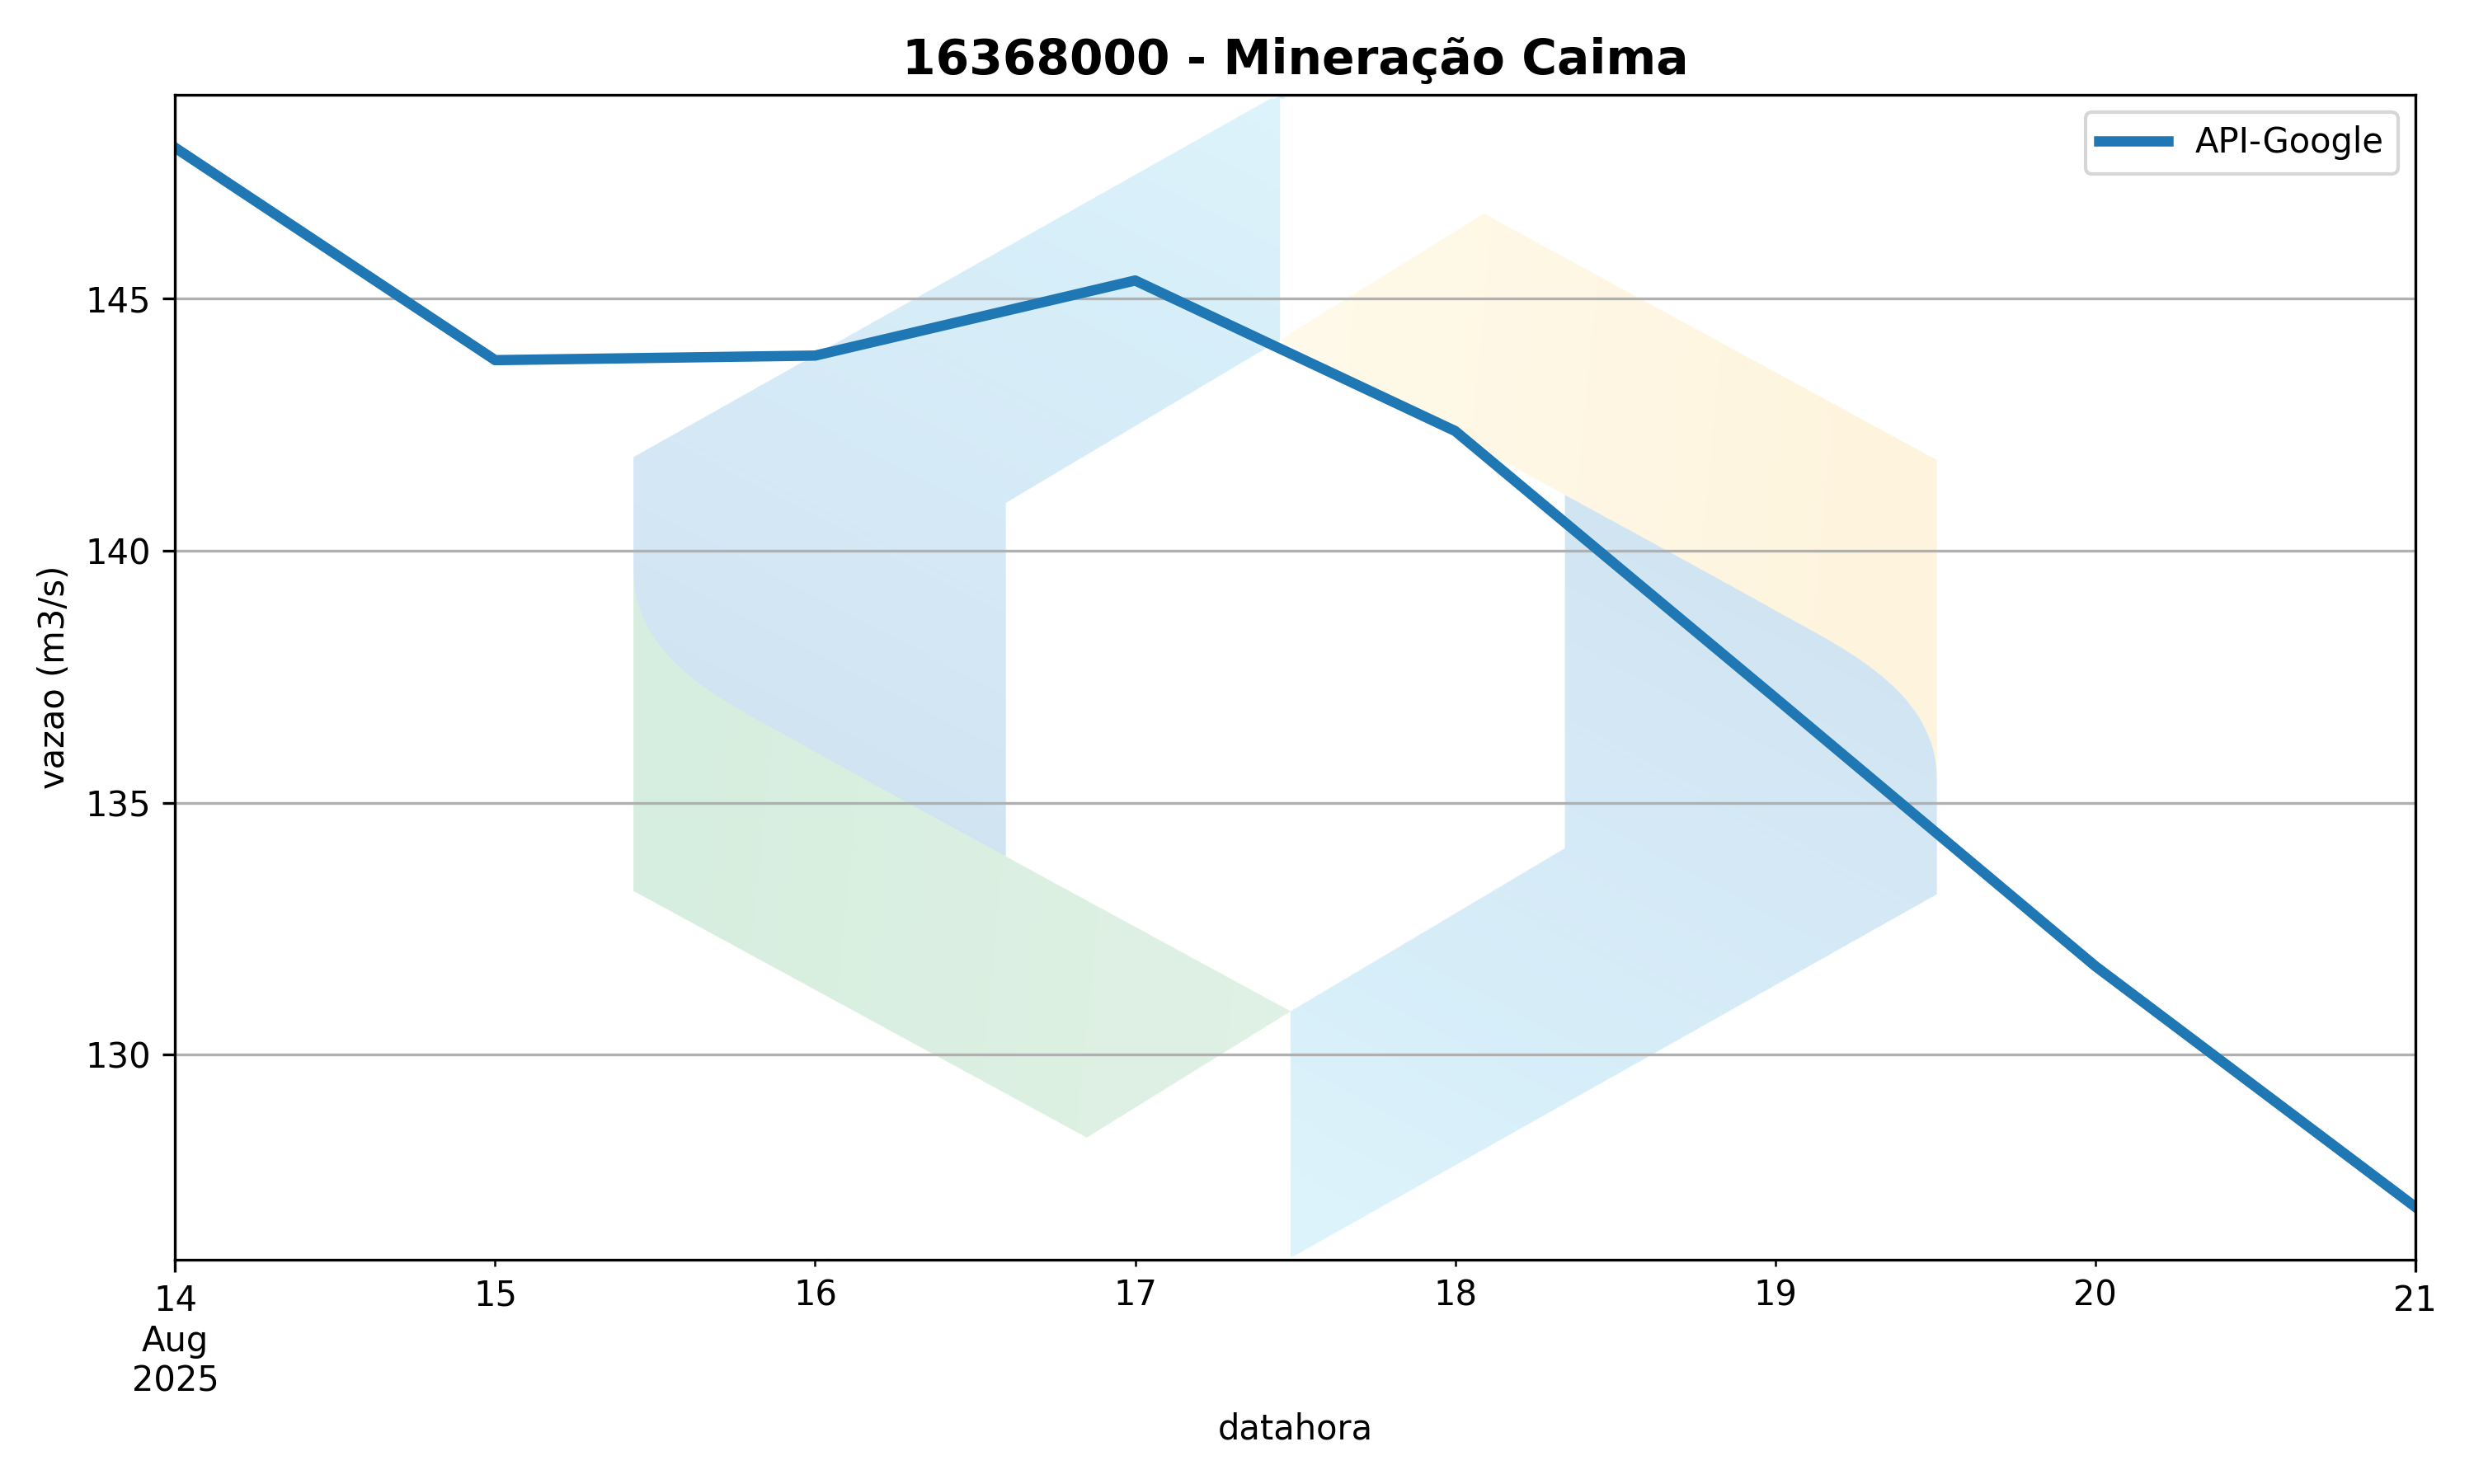 16368000 - Mineração Caima
API-Google
vazao (m3/s)
145
140
135
130
14 15 16 17 18 19 20 21
Aug
2025
datahora